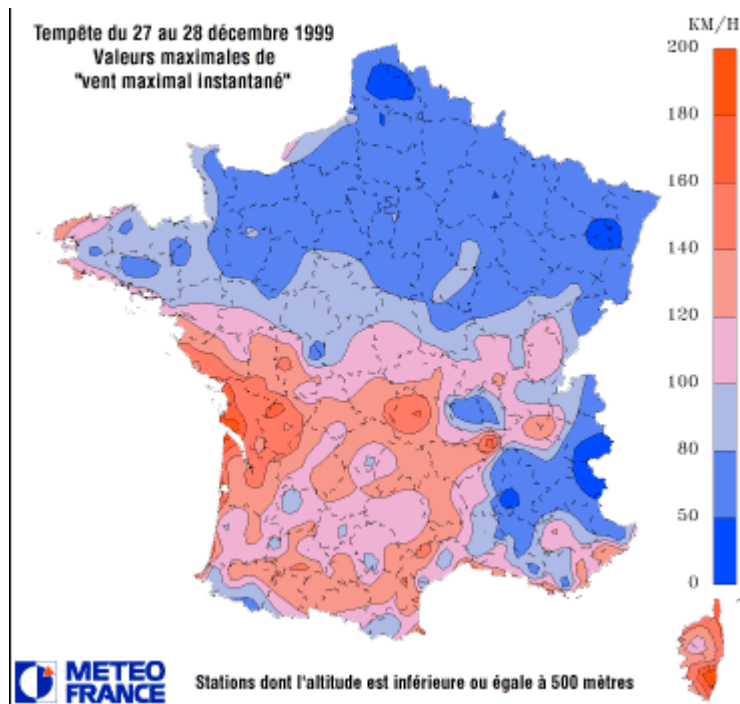 Tempête du 27 au 28 décembre 1999
Valeurs maximales de
"vent maximal instantané"
KM/H
200
180
160
140
120
100
80
50
0
METEO
FRANCE
Stations dont l'altitude est inférieure ou égale à 500 mètres